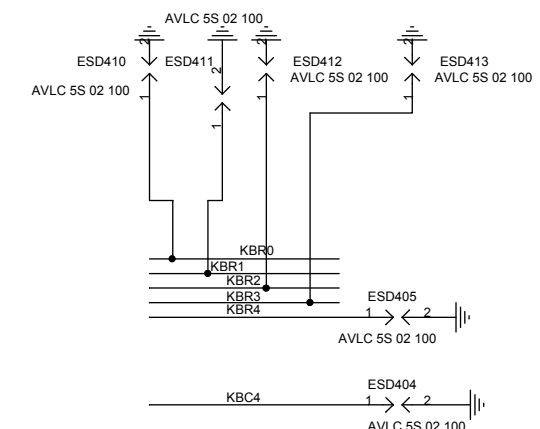 AVLC 5S 02 100
2
2
2
2
ESD410
ESD411
ESD412
ESD413
AVLC 5S 02 100
AVLC 5S 02 100
AVLC 5S 02 100
1
1
1
1
KBR0
KBR1
KBR2
KBR3
KBR4
ESD405
1
2
AVLC 5S 02 100
ESD404
KBC4
1
2
AVLC 5S 02 100